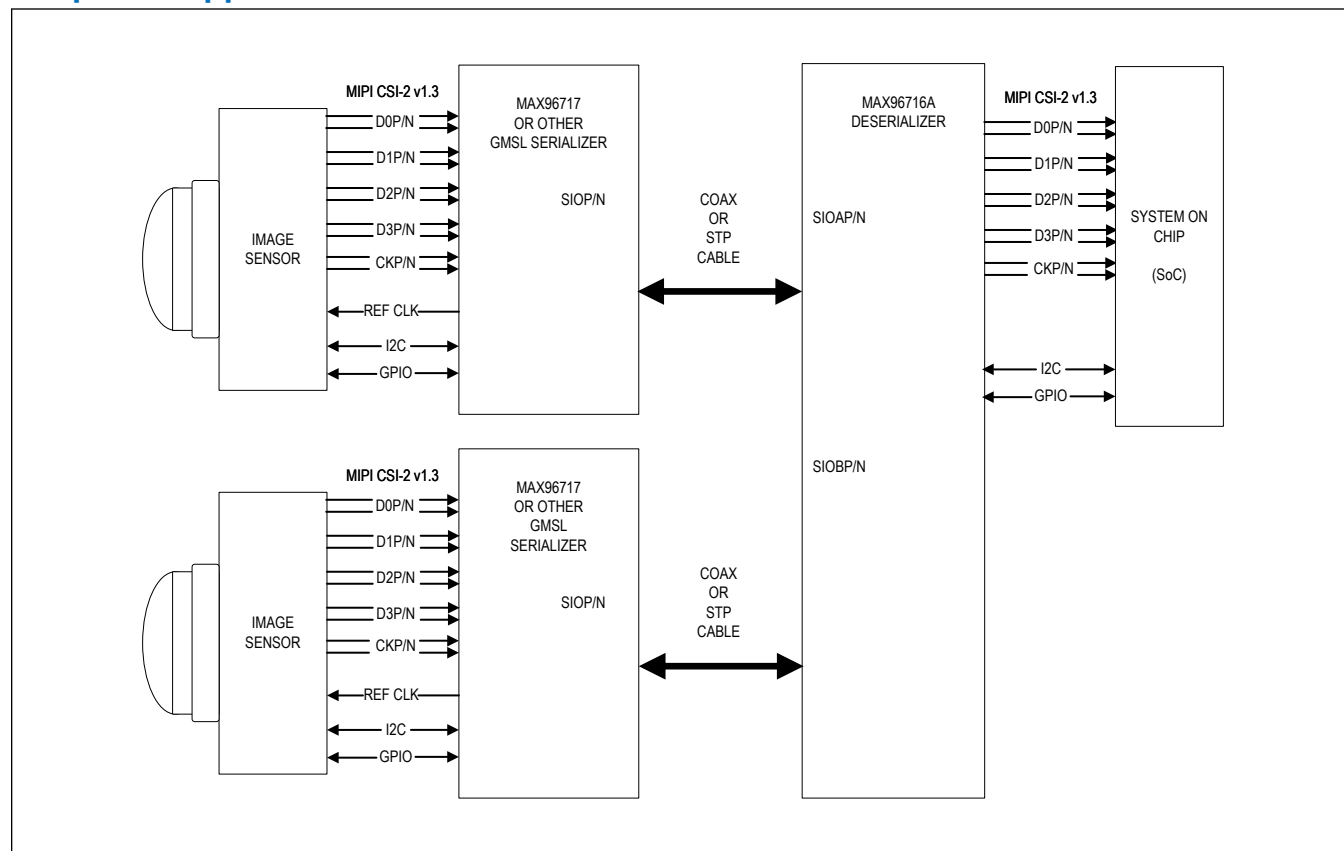 MIPI CSI-2 v1.3
D0P/N
D1P/N
D2P/N
D3P/N
CKP/N
REF CLK
I2C
GPIO
IMAGE
SENSOR
MAX96717
OR OTHER
GMSL SERIALIZER
SIOP/N
COAX
OR
STP
CABLE
MAX96716A
DESERIALIZER
SIOAP/N
SIOBP/N
MIPI CSI-2 v1.3
D0P/N
D1P/N
D2P/N
D3P/N
CKP/N
I2C
GPIO
SYSTEM ON
CHIP
(SoC)
MIPI CSI-2 v1.3
D0P/N
D1P/N
D2P/N
D3P/N
CKP/N
REF CLK
I2C
GPIO
IMAGE
SENSOR
MAX96717
OR OTHER
GMSL
SERIALIZER
SIOP/N
COAX
OR
STP
CABLE